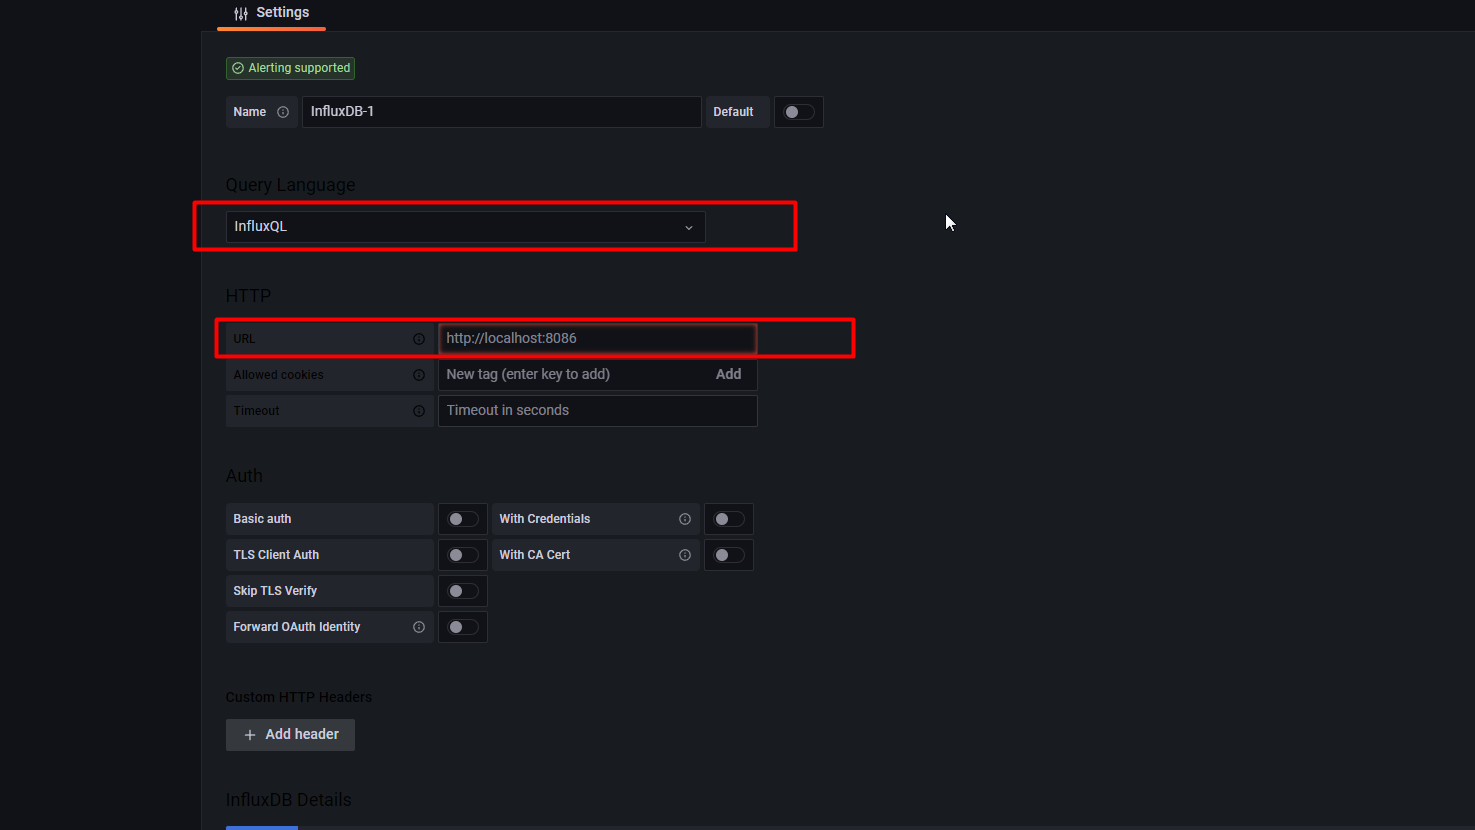 Settings
Alerting supported
Name InfluxDB-1 Default
Query Language
InfluxQL
HTTP
URL http://localhost:8086
Allowed cookies New tag (enter key to add) Add
Timeout Timeout in seconds
Auth
Basic auth With Credentials
TLS Client Auth With CA Cert
Skip TLS Verify
Forward OAuth Identity
Custom HTTP Headers
Add header
InfluxDB Details